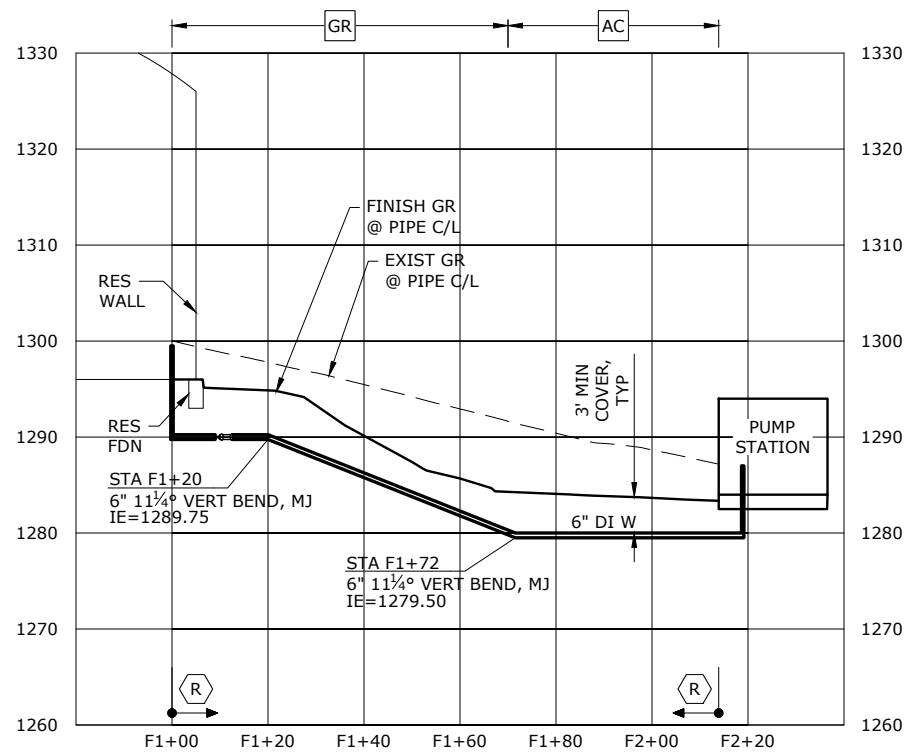 GR
AC
1330
1330
1320
1320
FINISH GR
@ PIPE C/L
1310
1310
EXIST GR
@ PIPE C/L
RES
WALL
1300
1300
3' MIN
COVER,
TYP
RES
FDN
PUMP
STATION
1290
1290
STA F1+20
6" 11¼° VERT BEND, MJ
IE=1289.75
6" DI W
1280
1280
STA F1+72
6" 11¼° VERT BEND, MJ
IE=1279.50
1270
1270
R
R
1260
1260
F1+00 F1+20 F1+40 F1+60 F1+80 F2+00 F2+20